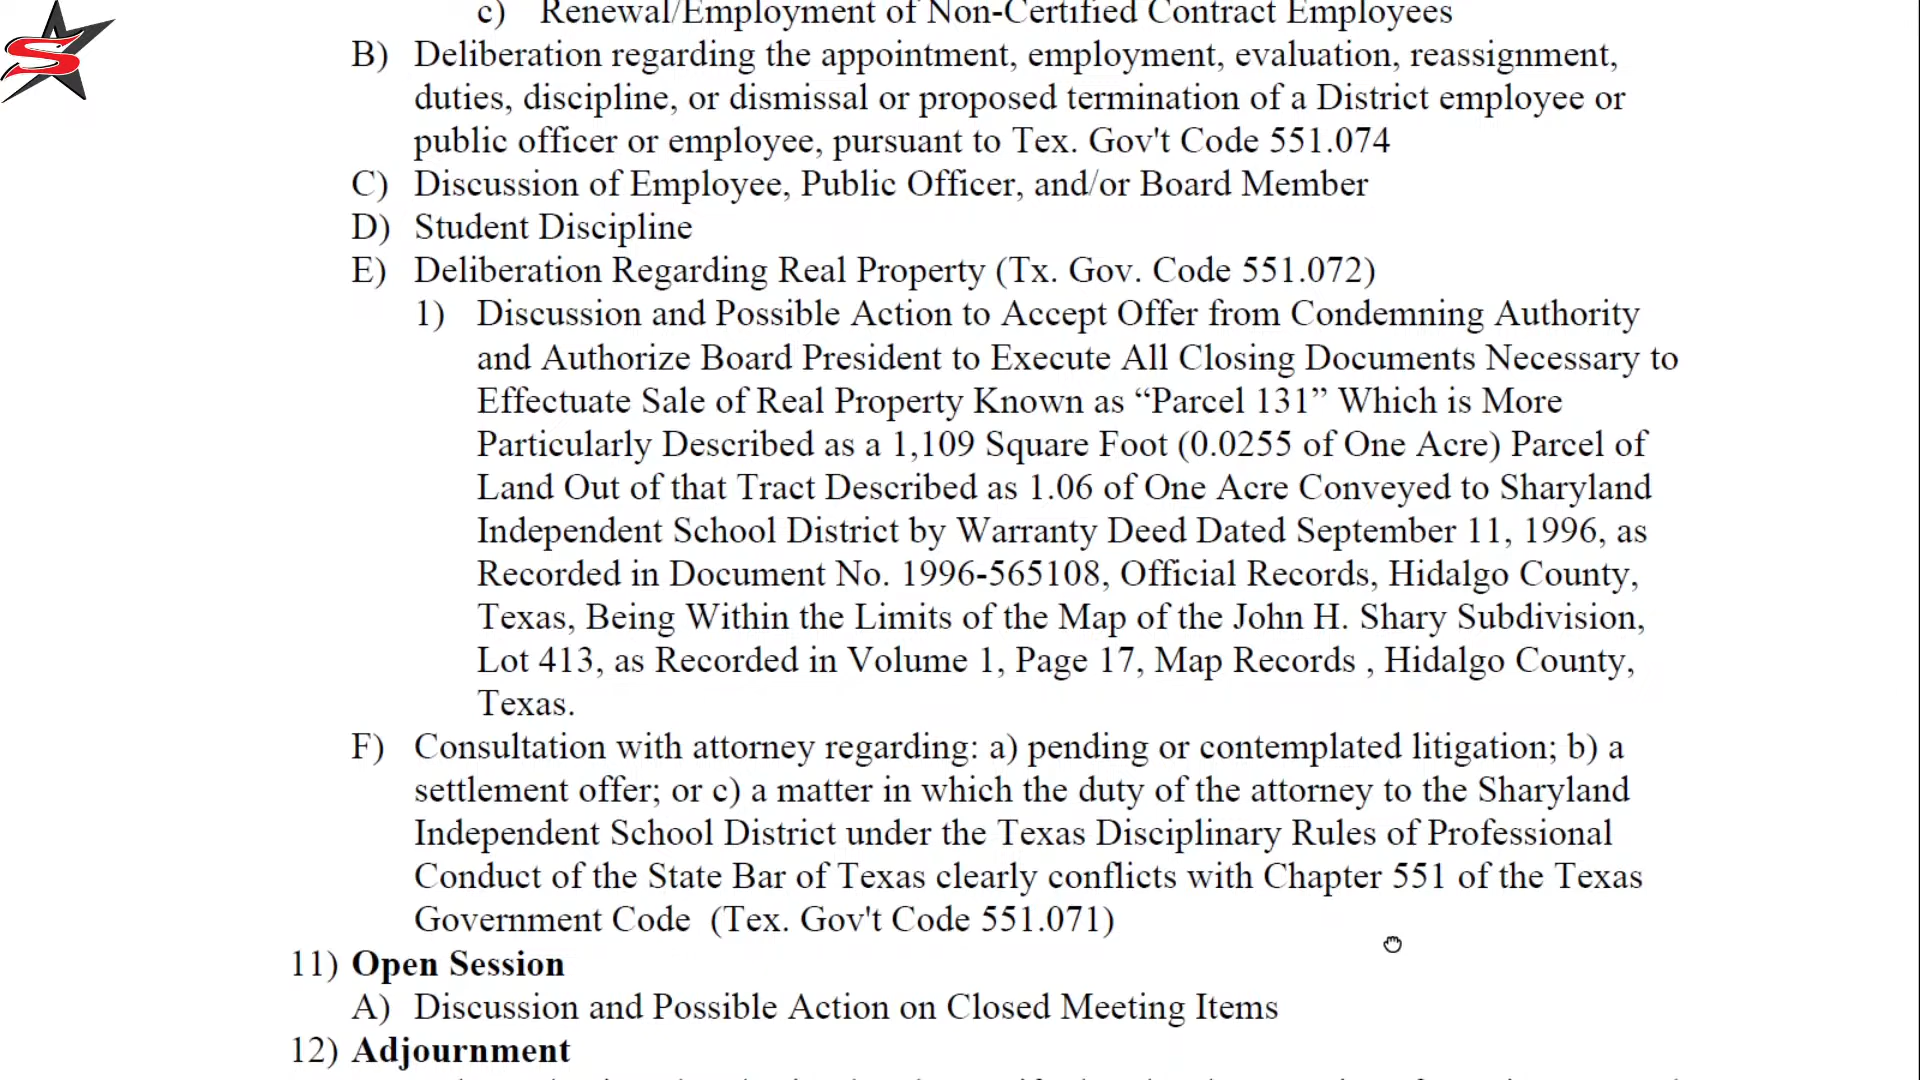 c) Renewal/Employment of Non-Certified Contract Employees
B) Deliberation regarding the appointment, employment, evaluation, reassignment,
duties, discipline, or dismissal or proposed termination of a District employee or
public officer or employee, pursuant to Tex. Gov't Code 551.074
C) Discussion of Employee, Public Officer, and/or Board Member
D) Student Discipline
E) Deliberation Regarding Real Property (Tx. Gov. Code 551.072)
1) Discussion and Possible Action to Accept Offer from Condemning Authority
and Authorize Board President to Execute All Closing Documents Necessary to
Effectuate Sale of Real Property Known as “Parcel 131” Which is More
Particularly Described as a 1,109 Square Foot (0.0255 of One Acre) Parcel of
Land Out of that Tract Described as 1.06 of One Acre Conveyed to Sharyland
Independent School District by Warranty Deed Dated September 11, 1996, as
Recorded in Document No. 1996-565108, Official Records, Hidalgo County,
Texas, Being Within the Limits of the Map of the John H. Shary Subdivision,
Lot 413, as Recorded in Volume 1, Page 17, Map Records , Hidalgo County,
Texas.
F) Consultation with attorney regarding: a) pending or contemplated litigation; b) a
settlement offer; or c) a matter in which the duty of the attorney to the Sharyland
Independent School District under the Texas Disciplinary Rules of Professional
Conduct of the State Bar of Texas clearly conflicts with Chapter 551 of the Texas
Government Code (Tex. Gov't Code 551.071)
11) Open Session
A) Discussion and Possible Action on Closed Meeting Items
12) Adjournment